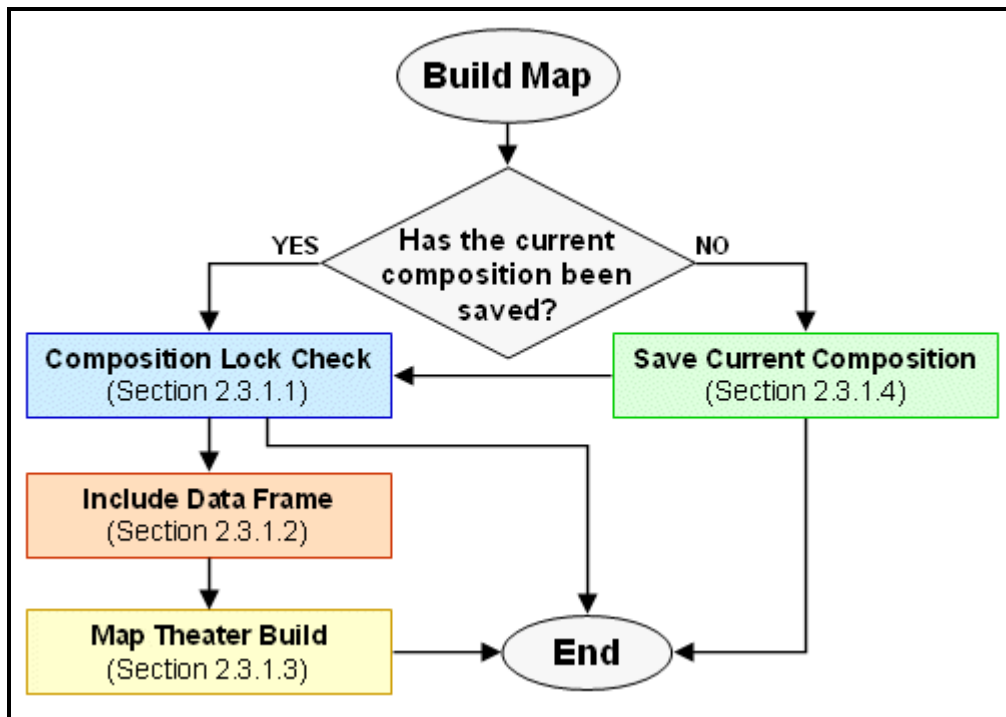 Build Map
Has the current
composition been
saved?
YES
NO
Composition Lock Check
(Section 2.3.1.1)
Save Current Composition
(Section 2.3.1.4)
Include Data Frame
(Section 2.3.1.2)
Map Theater Build
(Section 2.3.1.3)
End